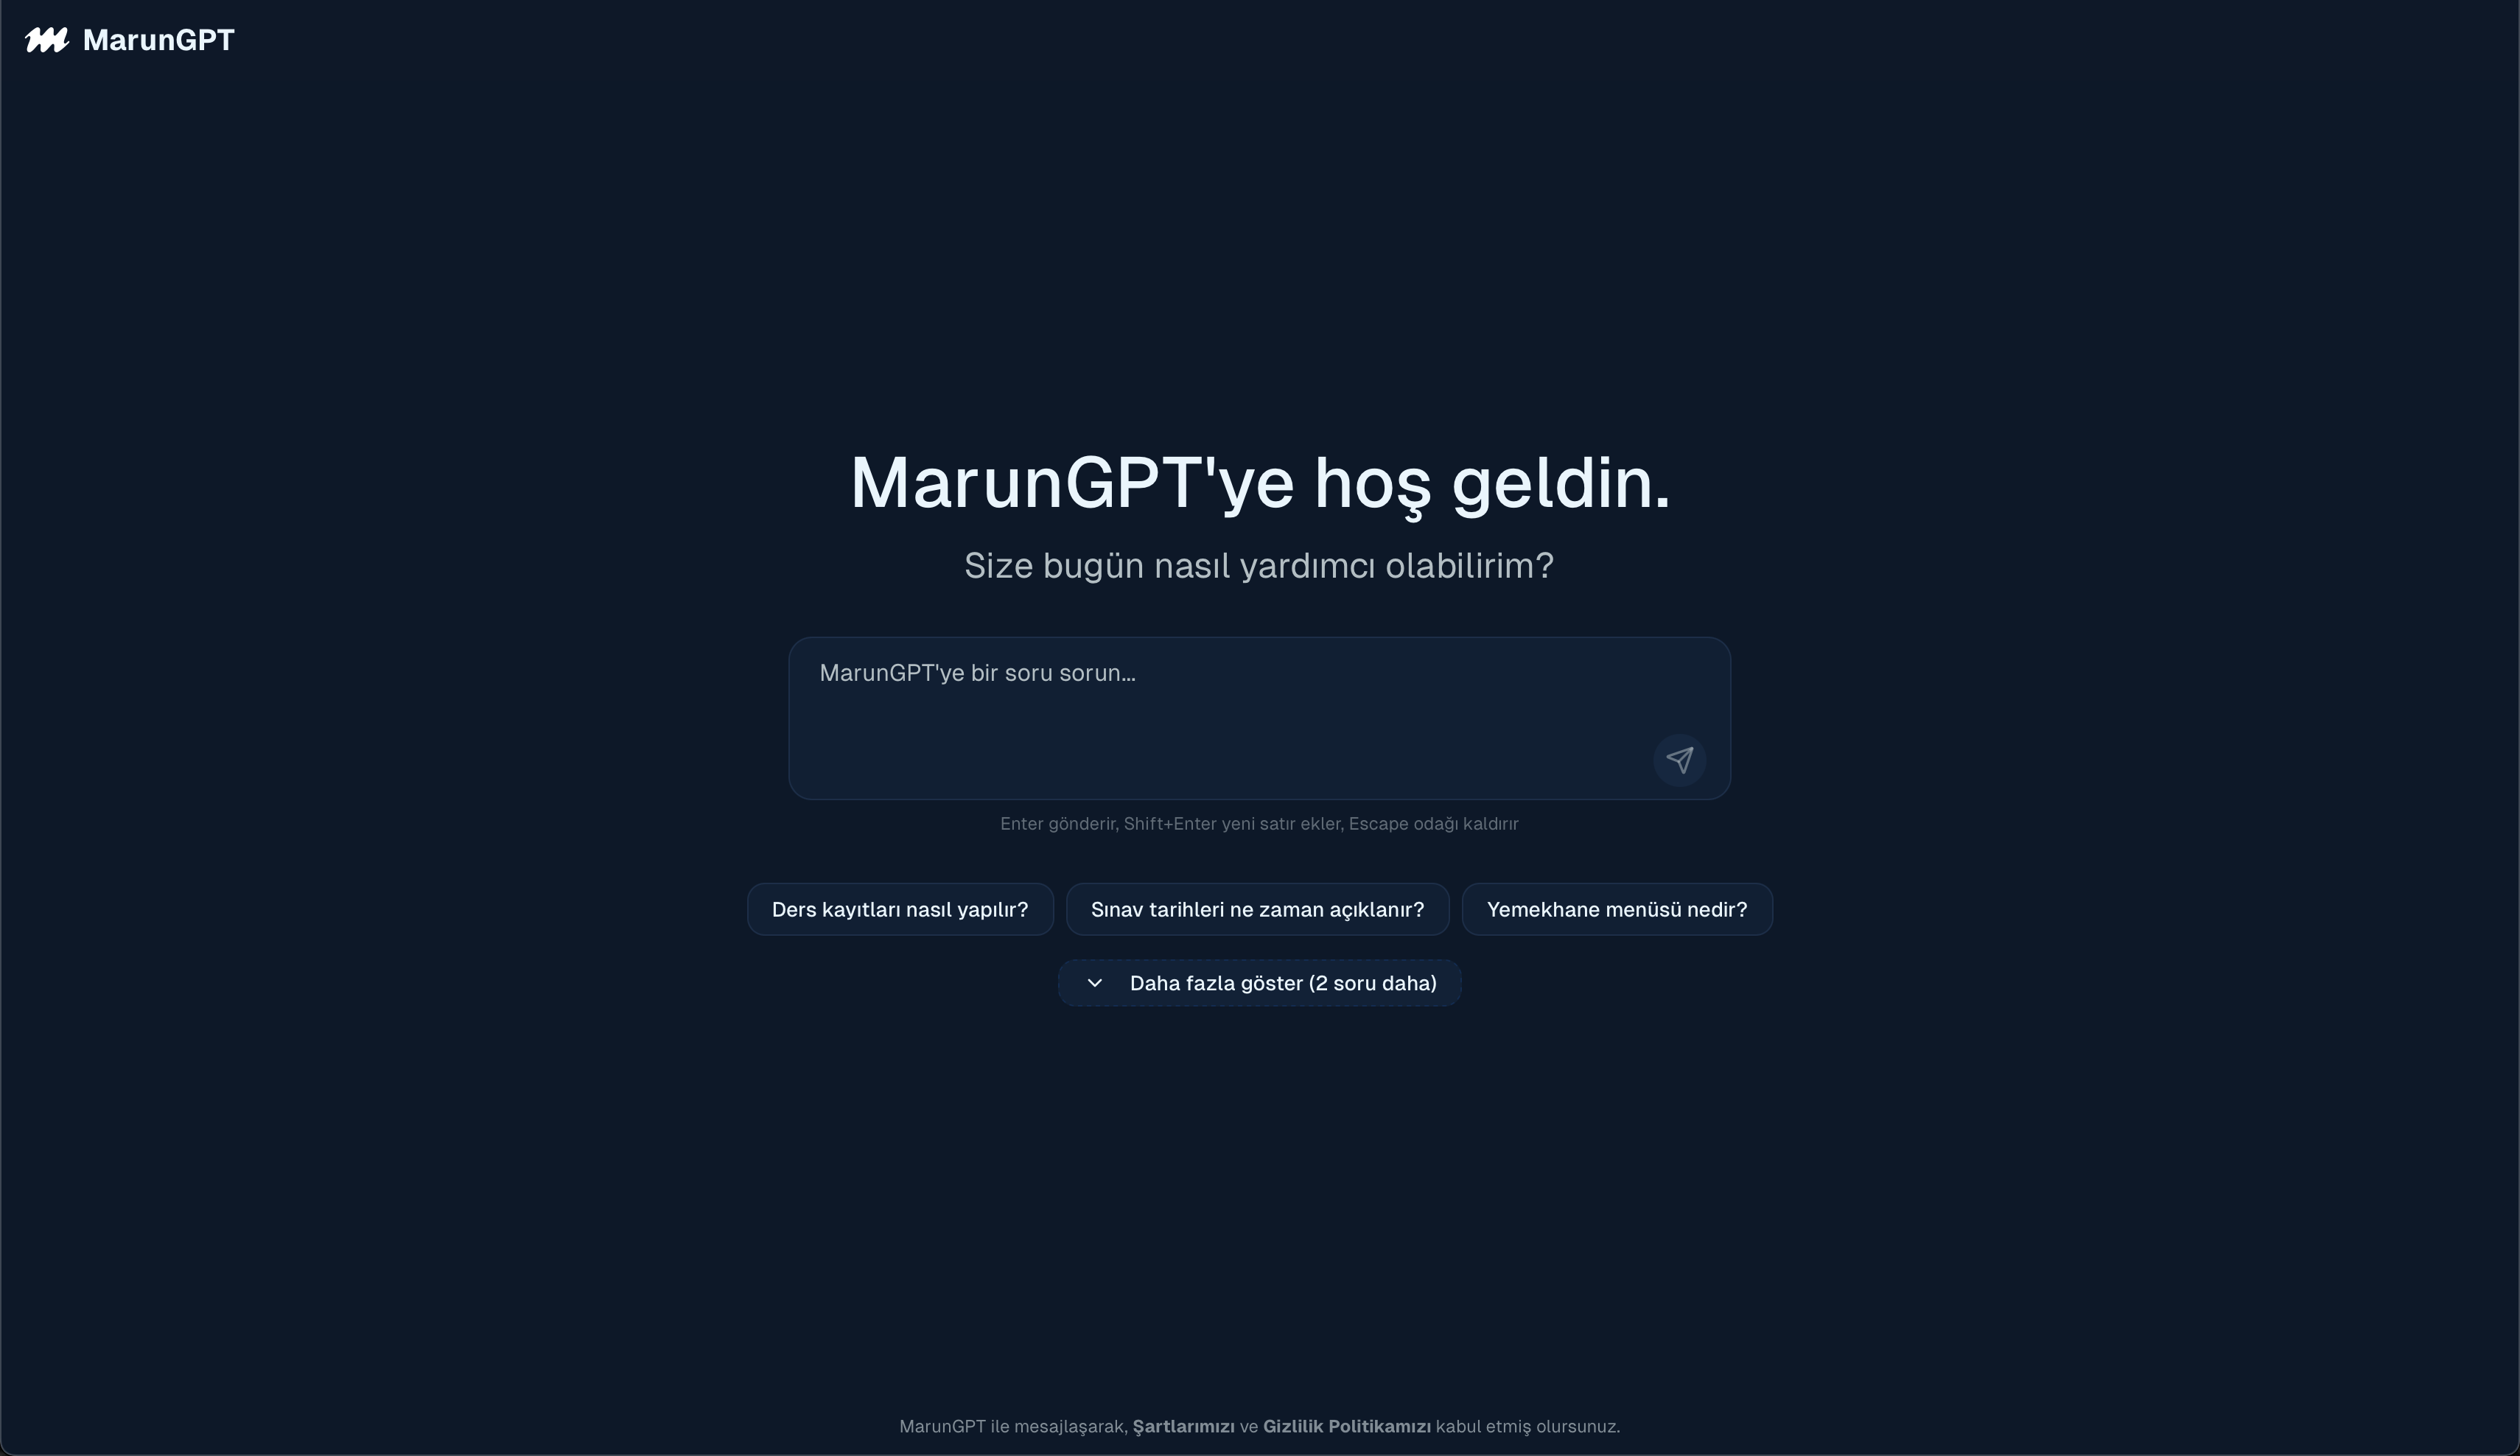 MarunGPT
MarunGPT'ye hoş geldin.
Size bugün nasıl yardımcı olabilirim?
MarunGPT'ye bir soru sorun...
Enter gönderir, Shift+Enter yeni satır ekler, Escape odağı kaldırır
Ders kayıtları nasıl yapılır?
Sınav tarihleri ne zaman açıklanır?
Yemekhane menüsü nedir?
Daha fazla göster (2 soru daha)
MarunGPT ile mesajlaşarak, Şartlarımızı ve Gizlilik Politikamızı kabul etmiş olursunuz.